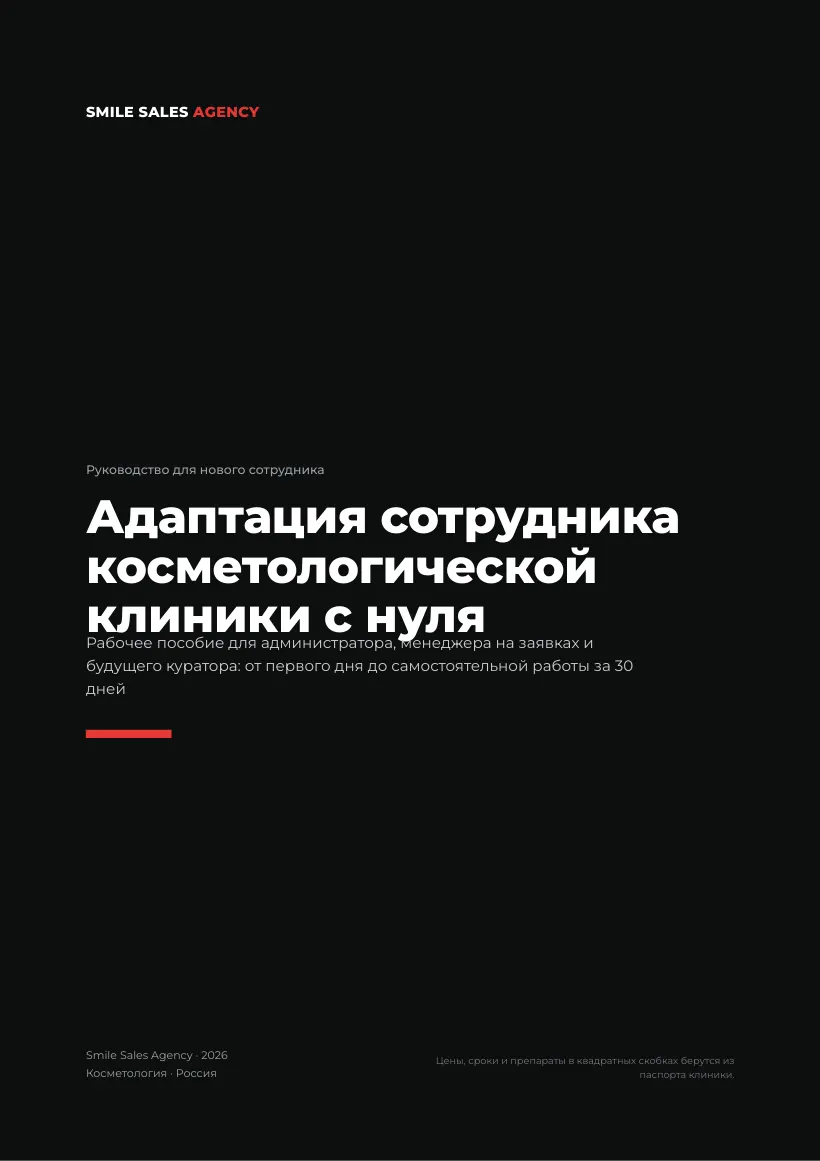 SMILE SALES AGENCY
Руководство для нового сотрудника
Адаптация сотрудника
косметологической
клиники с нуля
Рабочее пособие для администратора, менеджера на заявках и
будущего куратора: от первого дня до самостоятельной работы за 30
дней
Smile Sales Agency · 2026
Косметология · Россия
Цены, сроки и препараты в квадратных скобках берутся из
паспорта клиники.